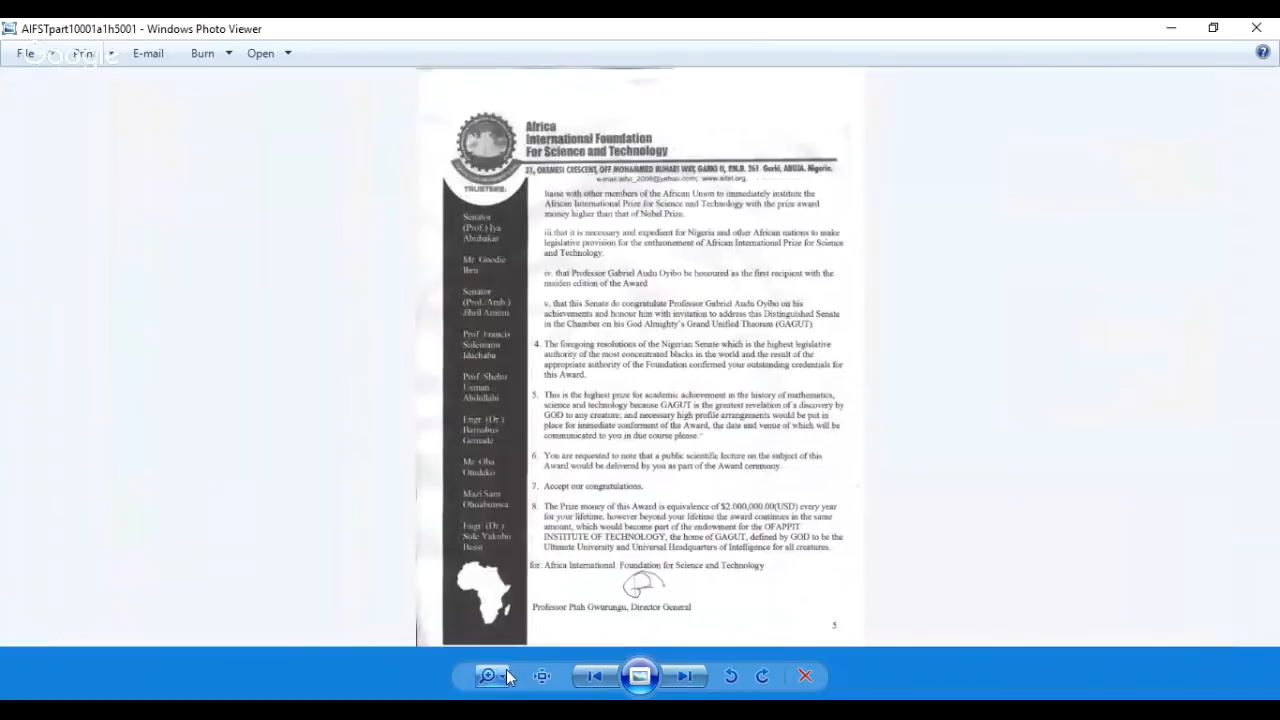 AIFSTpart10001a1h5001 - Windows Photo Viewer
File Print E-mail Burn Open
Google
Africa
International Foundation
For Science and Technology
MOHAMMED BUHARI WAY, GARKI II, P.M.B. 261 Garki, ABUJA, Nigeria.
TRUSTEES:
Senator
(Prof.) Iya
Abubakar
Mr. Goodie
Ibru
Senator
(Prof./Amb.)
Jibril Aminu
Prof. Francis
Suleimanu
Idachaba
Prof. Shehu
Usman
Abdullahi
Engr. (Dr.)
Barnabus
Gemade
Mr. Oba
Otudeko
Mazi Sam
Ohuabunwa
Engr. (Dr.)
Sule Yakubu
Bassi
liaise with other members of the African Union to immediately institute the
African International Prize for Science and Technology with the prize award
money higher than that of Nobel Prize.
iii. that it is necessary and expedient for Nigeria and other African nations to make
legislative provision for the enthronement of African International Prize for Science
and Technology.
iv. that Professor Gabriel Audu Oyibo be honoured as the first recipient with the
maiden edition of the Award
v. that this Senate do congratulate Professor Gabriel Audu Oyibo on his
achievements and honour him with invitation to address this Distinguished Senate
in the Chamber on his God Almighty's Grand Unified Theorem (GAGUT).
4. The foregoing resolutions of the Nigerian Senate which is the highest legislative
authority of the most concentrated blacks in the world and the result of the
appropriate authority of the Foundation confirmed your outstanding credentials for
this Award.
5. This is the highest prize for academic achievement in the history of mathematics,
science and technology because GAGUT is the greatest revelation of a discovery by
GOD to any creature; and necessary high profile arrangements would be put in
place for immediate conferment of the Award, the date and venue of which will be
communicated to you in due course please."
6. You are requested to note that a public scientific lecture on the subject of this
Award would be delivered by you as part of the Award ceremony.
7. Accept our congratulations.
8. The Prize money of this Award is equivalence of $2.000,000.00(USD) every year
for your lifetime, however beyond your lifetime the award continues in the same
amount, which would become part of the endowment for the OFAPPIT
INSTITUTE OF TECHNOLOGY, the home of GAGUT, defined by GOD to be the
Ultimate University and Universal Headquarters of Intelligence for all creatures.
for. Africa International Foundation for Science and Technology
Professor Ptah Gwurungu, Director General
5